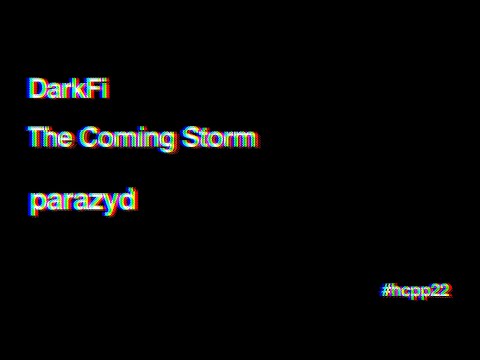 DarkFi
The Coming Storm
parazyd
#hcpp22